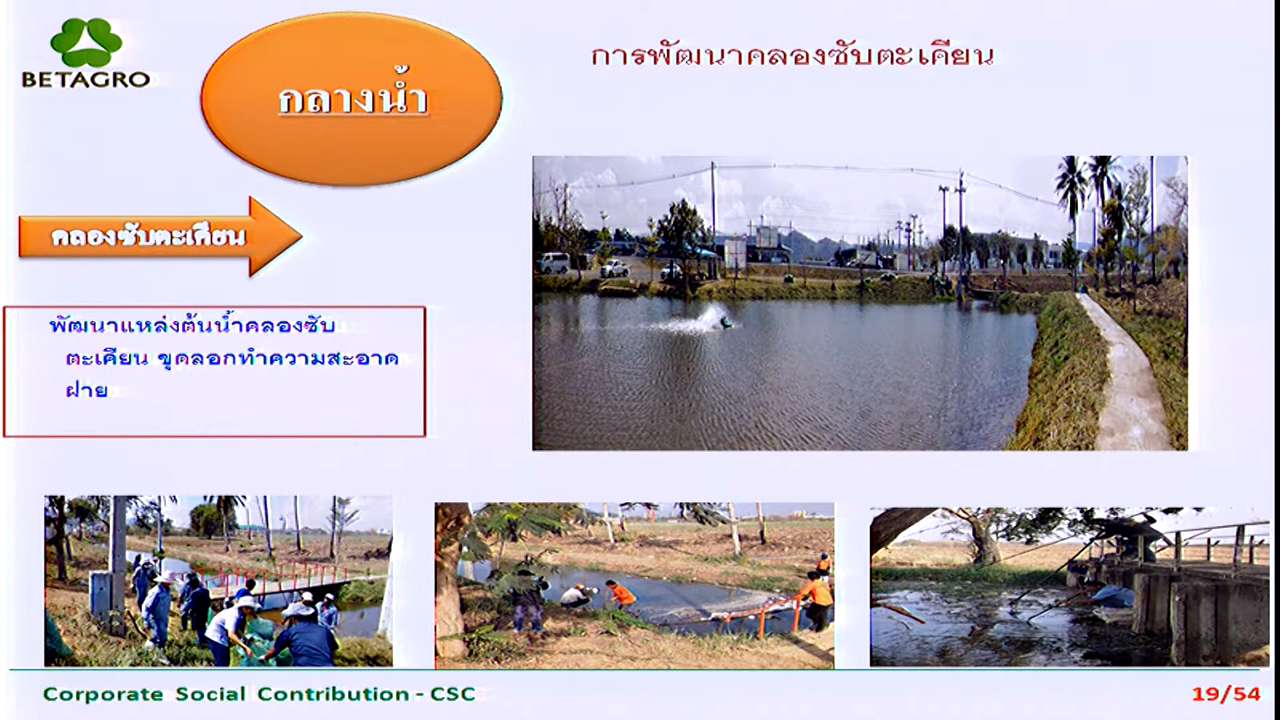 BETAGRO
กลางน้ำ
การพัฒนาคลองซับตะเคียน
คลองซับตะเคียน
พัฒนาแหล่งต้นน้ำคลองซับ
ตะเคียน ขุดลอกทำความสะอาด
ฝาย
Corporate Social Contribution - CSC
19/54